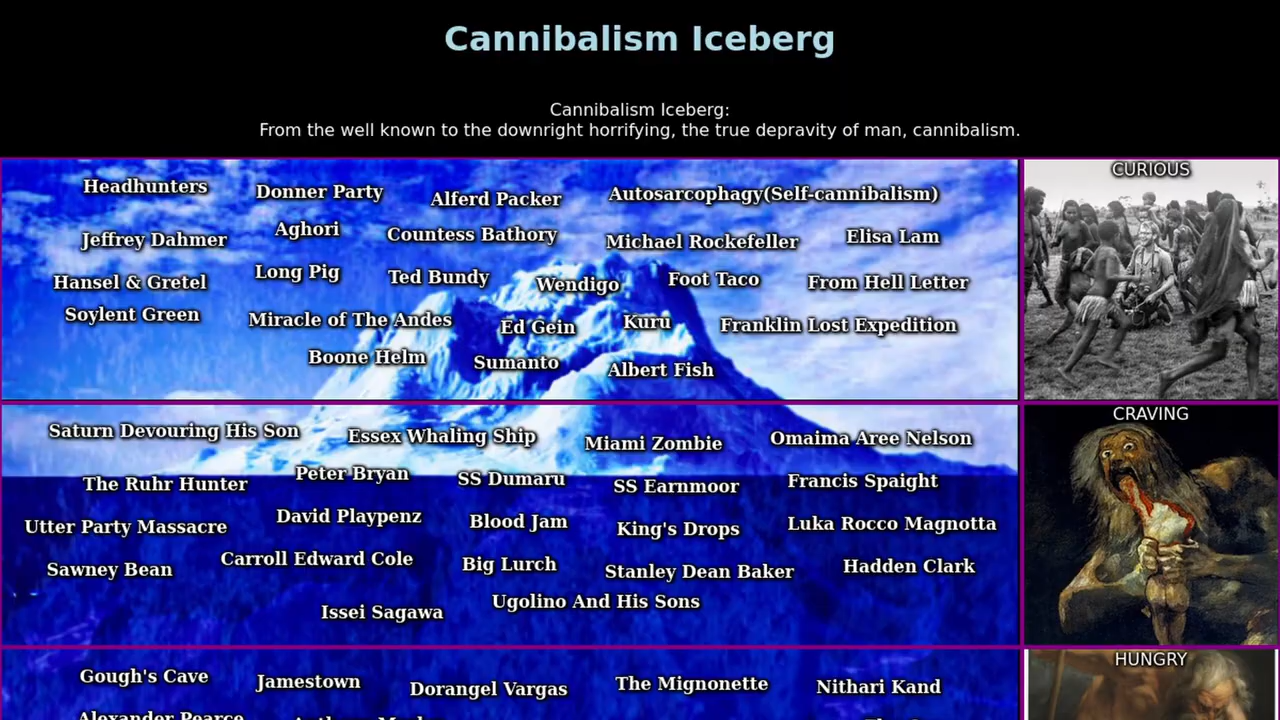 Cannibalism Iceberg
Cannibalism Iceberg:
From the well known to the downright horrifying, the true depravity of man, cannibalism.
CURIOUS
Headhunters
Donner Party
Alferd Packer
Autosarcophagy(Self-cannibalism)
Jeffrey Dahmer
Aghori
Countess Bathory
Michael Rockefeller
Elisa Lam
Hansel & Gretel
Long Pig
Ted Bundy
Wendigo
Foot Taco
From Hell Letter
Soylent Green
Miracle of The Andes
Ed Gein
Kuru
Franklin Lost Expedition
Boone Helm
Sumanto
Albert Fish
CRAVING
Saturn Devouring His Son
Essex Whaling Ship
Miami Zombie
Omaima Aree Nelson
The Ruhr Hunter
Peter Bryan
SS Dumaru
SS Earnmoor
Francis Spaight
Utter Party Massacre
David Playpenz
Blood Jam
King's Drops
Luka Rocco Magnotta
Sawney Bean
Carroll Edward Cole
Big Lurch
Stanley Dean Baker
Hadden Clark
Issei Sagawa
Ugolino And His Sons
HUNGRY
Gough's Cave
Jamestown
Dorangel Vargas
The Mignonette
Nithari Kand
Alexander Pearce